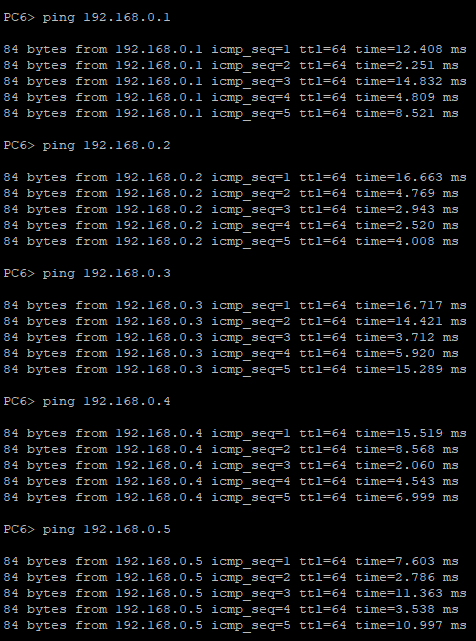 PC6> ping 192.168.0.1
84 bytes from 192.168.0.1 icmp_seq=1 ttl=64 time=12.408 ms
84 bytes from 192.168.0.1 icmp_seq=2 ttl=64 time=2.251 ms
84 bytes from 192.168.0.1 icmp_seq=3 ttl=64 time=14.832 ms
84 bytes from 192.168.0.1 icmp_seq=4 ttl=64 time=4.809 ms
84 bytes from 192.168.0.1 icmp_seq=5 ttl=64 time=8.521 ms
PC6> ping 192.168.0.2
84 bytes from 192.168.0.2 icmp_seq=1 ttl=64 time=16.663 ms
84 bytes from 192.168.0.2 icmp_seq=2 ttl=64 time=4.769 ms
84 bytes from 192.168.0.2 icmp_seq=3 ttl=64 time=2.943 ms
84 bytes from 192.168.0.2 icmp_seq=4 ttl=64 time=2.520 ms
84 bytes from 192.168.0.2 icmp_seq=5 ttl=64 time=4.008 ms
PC6> ping 192.168.0.3
84 bytes from 192.168.0.3 icmp_seq=1 ttl=64 time=16.717 ms
84 bytes from 192.168.0.3 icmp_seq=2 ttl=64 time=14.421 ms
84 bytes from 192.168.0.3 icmp_seq=3 ttl=64 time=3.712 ms
84 bytes from 192.168.0.3 icmp_seq=4 ttl=64 time=5.920 ms
84 bytes from 192.168.0.3 icmp_seq=5 ttl=64 time=15.289 ms
PC6> ping 192.168.0.4
84 bytes from 192.168.0.4 icmp_seq=1 ttl=64 time=15.519 ms
84 bytes from 192.168.0.4 icmp_seq=2 ttl=64 time=8.568 ms
84 bytes from 192.168.0.4 icmp_seq=3 ttl=64 time=2.060 ms
84 bytes from 192.168.0.4 icmp_seq=4 ttl=64 time=4.543 ms
84 bytes from 192.168.0.4 icmp_seq=5 ttl=64 time=6.999 ms
PC6> ping 192.168.0.5
84 bytes from 192.168.0.5 icmp_seq=1 ttl=64 time=7.603 ms
84 bytes from 192.168.0.5 icmp_seq=2 ttl=64 time=2.786 ms
84 bytes from 192.168.0.5 icmp_seq=3 ttl=64 time=11.363 ms
84 bytes from 192.168.0.5 icmp_seq=4 ttl=64 time=3.538 ms
84 bytes from 192.168.0.5 icmp_seq=5 ttl=64 time=10.997 ms